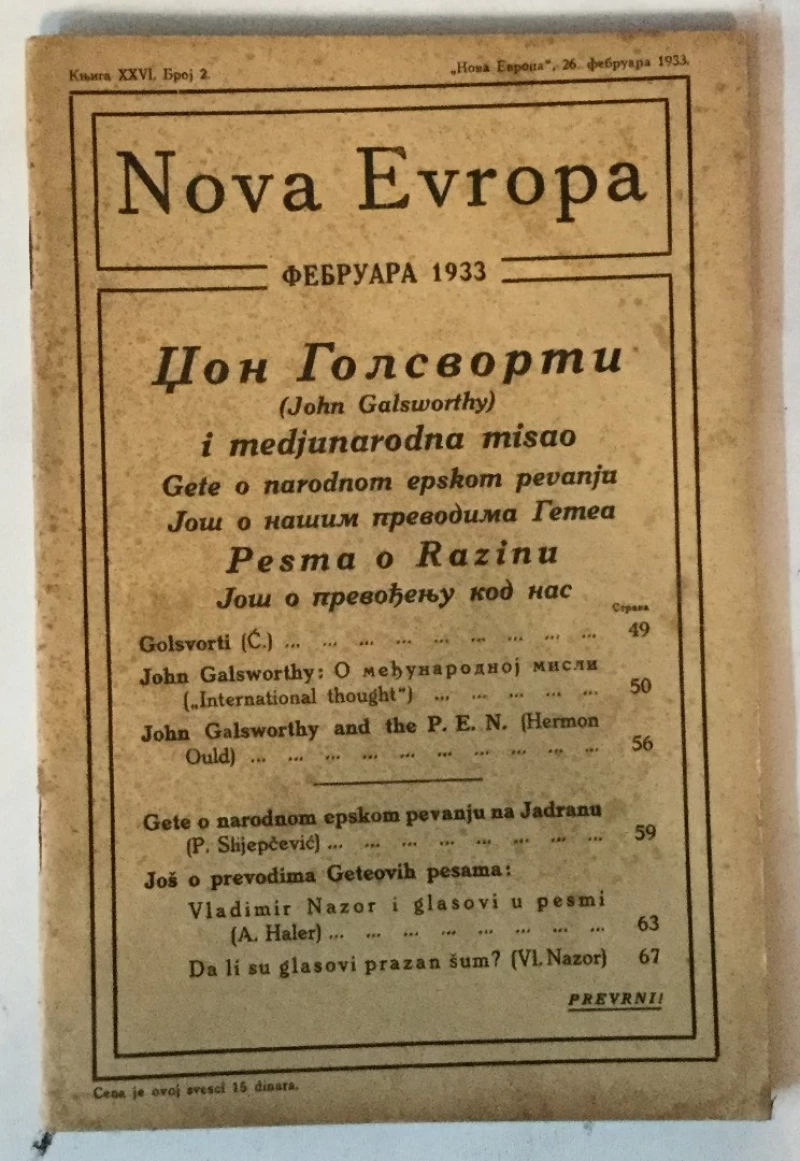 Књига XXVI. Број 2.
„Нова Европа“, 26. фебруара 1933.
Nova Evropa
ФЕБРУАРА 1933
Џон Голсворти
(John Galsworthy)
i medjunarodna misao
Gete o narodnom epskom pevanju
Још о нашим преводима Гетеа
Pesma o Razinu
Још о превођењу код нас
Страна
Golsvorti (Ć.) ... ... ... ... ... ... ... ... ... 49
John Galsworthy: О међународној мисли
(„International thought“) ... ... ... ... ... 50
John Galsworthy and the P. E. N. (Hermon
Ould) ... ... ... ... ... ... ... ... ... ... 56
Gete o narodnom epskom pevanju na Jadranu
(P. Slijepčević) ... ... ... ... ... ... ... ... 59
Još o prevodima Geteovih pesama:
Vladimir Nazor i glasovi u pesmi
(A. Haler) ... ... ... ... ... ... ... ... 63
Da li su glasovi prazan šum? (Vl. Nazor) 67
PREVRNI!
Cena je ovoj svesci 15 dinara.